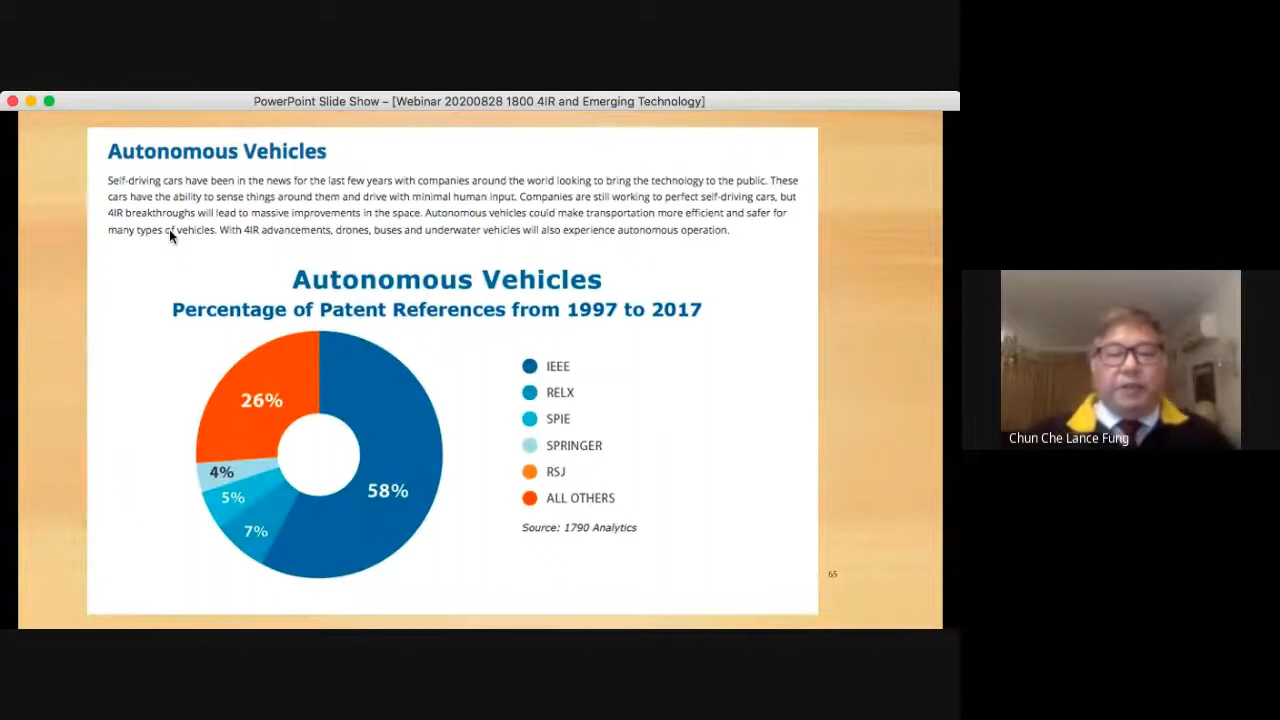 PowerPoint Slide Show – [Webinar 20200828 1800 4IR and Emerging Technology]
Autonomous Vehicles
Self-driving cars have been in the news for the last few years with companies around the world looking to bring the technology to the public. These
cars have the ability to sense things around them and drive with minimal human input. Companies are still working to perfect self-driving cars, but
4IR breakthroughs will lead to massive improvements in the space. Autonomous vehicles could make transportation more efficient and safer for
many types of vehicles. With 4IR advancements, drones, buses and underwater vehicles will also experience autonomous operation.
Autonomous Vehicles
Percentage of Patent References from 1997 to 2017
26%
4%
5%
7%
58%
IEEE
RELX
SPIE
SPRINGER
RSJ
ALL OTHERS
Source: 1790 Analytics
65
Chun Che Lance Fung